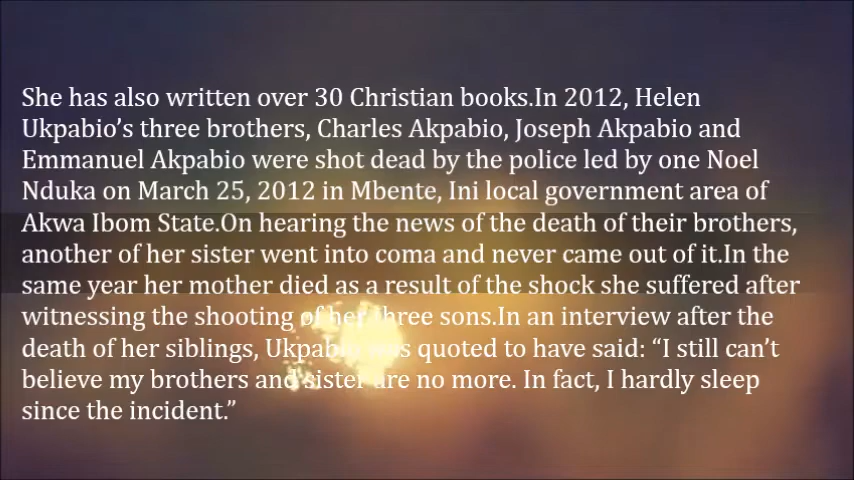 She has also written over 30 Christian books.In 2012, Helen
Ukpabio’s three brothers, Charles Akpabio, Joseph Akpabio and
Emmanuel Akpabio were shot dead by the police led by one Noel
Nduka on March 25, 2012 in Mbente, Ini local government area of
Akwa Ibom State.On hearing the news of the death of their brothers,
another of her sister went into coma and never came out of it.In the
same year her mother died as a result of the shock she suffered after
witnessing the shooting of her three sons.In an interview after the
death of her siblings, Ukpabio was quoted to have said: “I still can’t
believe my brothers and sister are no more. In fact, I hardly sleep
since the incident.”